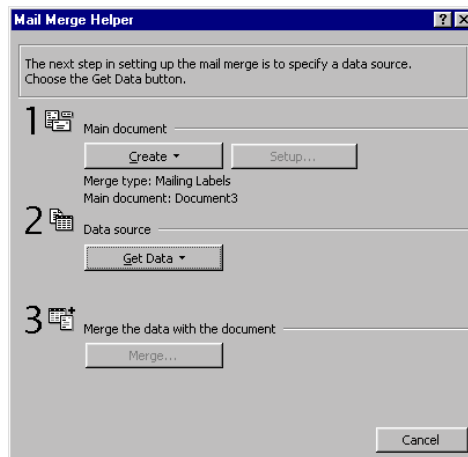 Mail Merge Helper
The next step in setting up the mail merge is to specify a data source.
Choose the Get Data button.
1 Main document
Create Setup...
Merge type: Mailing Labels
Main document: Document3
2 Data source
Get Data
3 Merge the data with the document
Merge...
Cancel